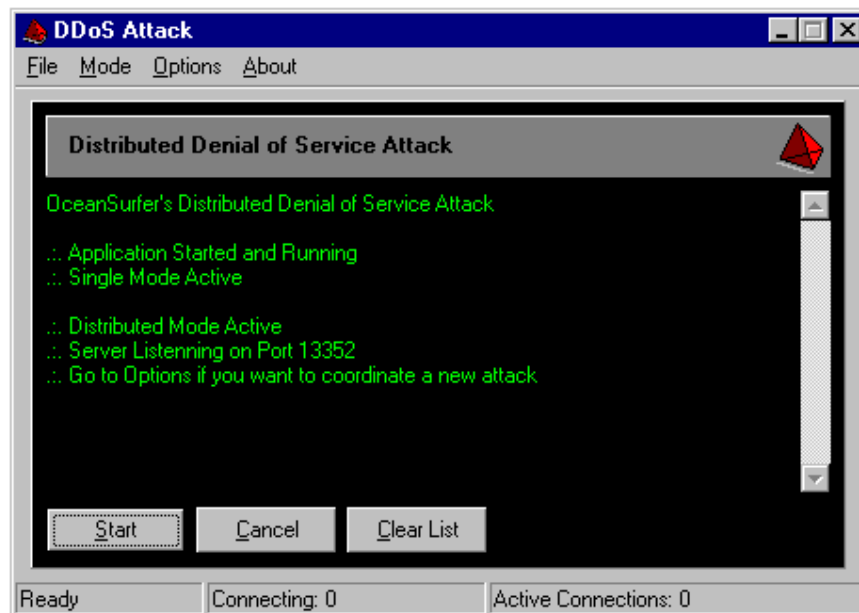 DDoS Attack
File Mode Options About
Distributed Denial of Service Attack
OceanSurfer's Distributed Denial of Service Attack
.:. Application Started and Running
.:. Single Mode Active
.:. Distributed Mode Active
.:. Server Listenning on Port 13352
.:. Go to Options if you want to coordinate a new attack
Start Cancel Clear List
Ready Connecting: 0 Active Connections: 0